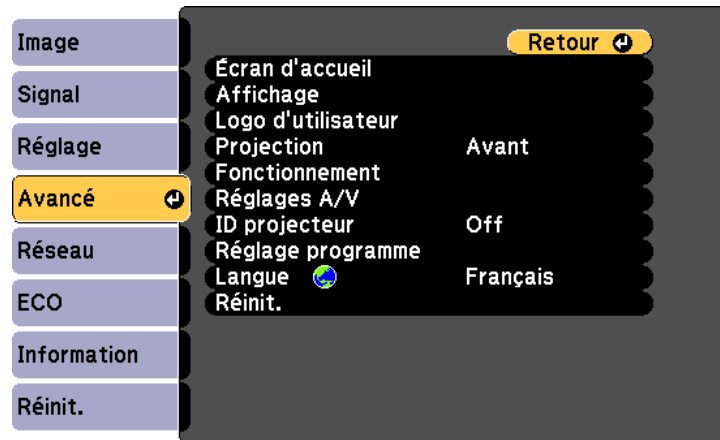 Image
Signal
Réglage
Avancé
Réseau
ECO
Information
Réinit.
Retour
Écran d'accueil
Affichage
Logo d'utilisateur
Projection Avant
Fonctionnement
Réglages A/V
ID projecteur Off
Réglage programme
Langue Français
Réinit.